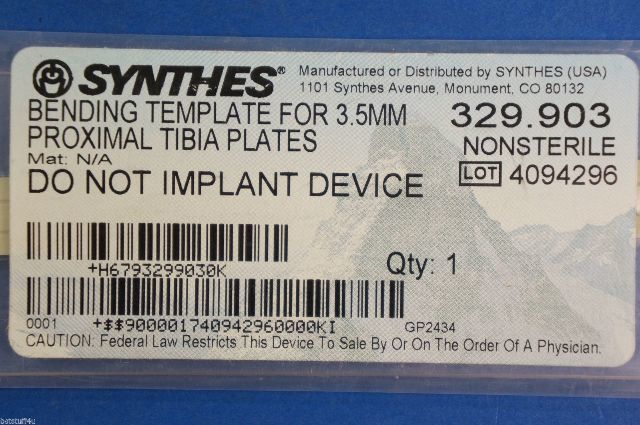 SYNTHES® Manufactured or Distributed by SYNTHES (USA)
1101 Synthes Avenue, Monument, CO 80132
BENDING TEMPLATE FOR 3.5MM 329.903
PROXIMAL TIBIA PLATES NONSTERILE
Mat: N/A LOT 4094296
DO NOT IMPLANT DEVICE
+H6793299030K
Qty: 1
0001 +$$900001740942960000KI GP2434
CAUTION: Federal Law Restricts This Device To Sale By Or On The Order Of A Physician.
batstuff4u